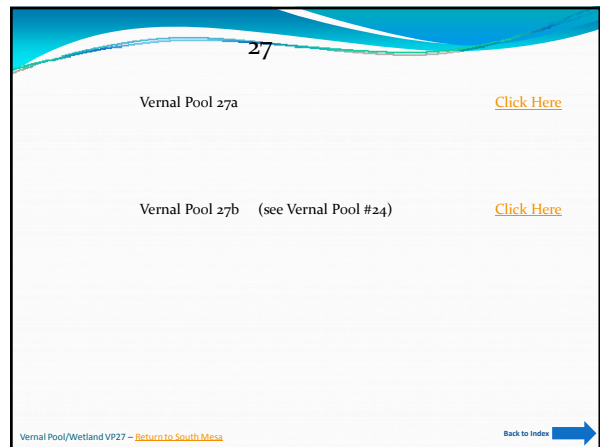 27
Vernal Pool 27a Click Here
Vernal Pool 27b (see Vernal Pool #24) Click Here
Vernal Pool/Wetland VP27 – Return to South Mesa Back to Index